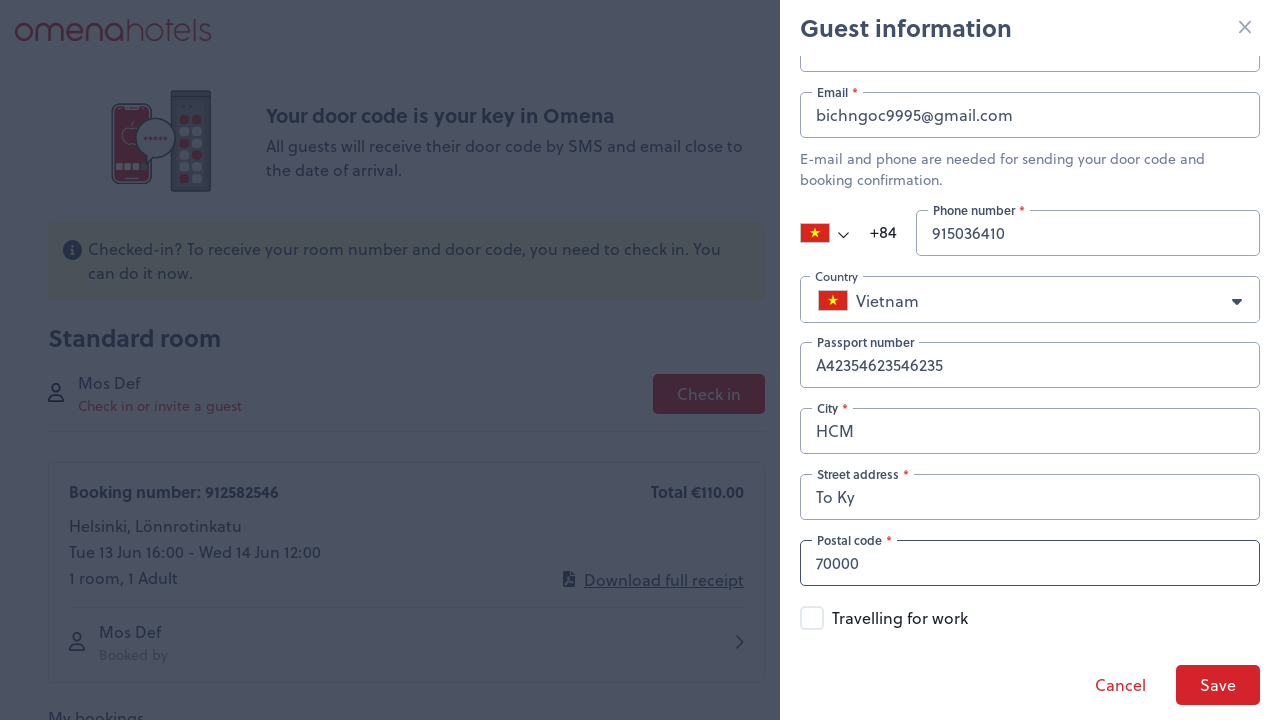 omenahotels
Your door code is your key in Omena
All guests will receive their door code by SMS and email close to
the date of arrival.
Checked-in? To receive your room number and door code, you need to check in. You
can do it now.
Standard room
Mos Def
Check in or invite a guest
Check in
Booking number: 912582546
Total €110.00
Helsinki, Lönnrotinkatu
Tue 13 Jun 16:00 - Wed 14 Jun 12:00
1 room, 1 Adult
Download full receipt
Mos Def
Booked by
My bookings
Guest information
Email *
bichngoc9995@gmail.com
E-mail and phone are needed for sending your door code and
booking confirmation.
Phone number *
+84
915036410
Country
Vietnam
Passport number
A42354623546235
City *
HCM
Street address *
To Ky
Postal code *
70000
Travelling for work
Cancel
Save